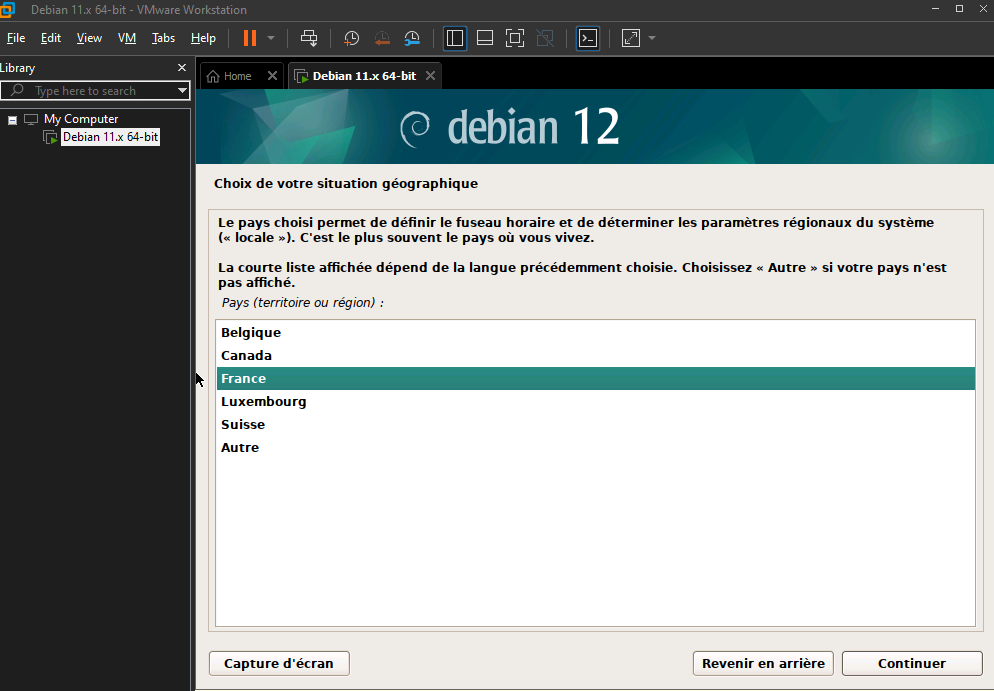 Debian 11.x 64-bit - VMware Workstation
File Edit View VM Tabs Help
Library
Type here to search
My Computer
Debian 11.x 64-bit
Home
Debian 11.x 64-bit
debian 12
Choix de votre situation géographique
Le pays choisi permet de définir le fuseau horaire et de déterminer les paramètres régionaux du système
(« locale »). C'est le plus souvent le pays où vous vivez.
La courte liste affichée dépend de la langue précédemment choisie. Choisissez « Autre » si votre pays n'est
pas affiché.
Pays (territoire ou région) :
Belgique
Canada
France
Luxembourg
Suisse
Autre
Capture d'écran
Revenir en arrière
Continuer